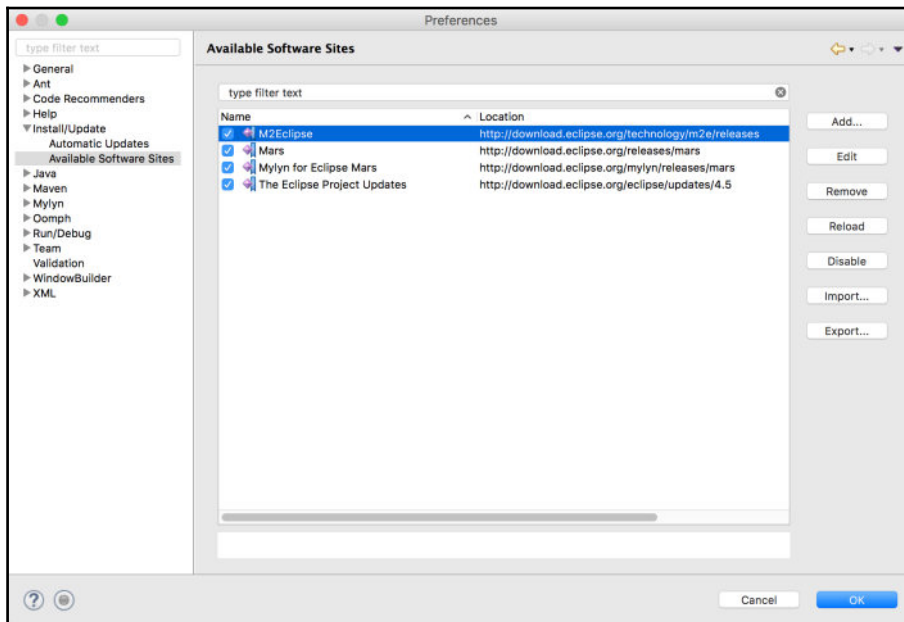 Preferences
type filter text
General
Ant
Code Recommenders
Help
Install/Update
Automatic Updates
Available Software Sites
Java
Maven
Mylyn
Oomph
Run/Debug
Team
Validation
WindowBuilder
XML
Available Software Sites
type filter text
Name Location
M2Eclipse http://download.eclipse.org/technology/m2e/releases
Mars http://download.eclipse.org/releases/mars
Mylyn for Eclipse Mars http://download.eclipse.org/mylyn/releases/mars
The Eclipse Project Updates http://download.eclipse.org/eclipse/updates/4.5
Add...
Edit
Remove
Reload
Disable
Import...
Export...
?
Cancel OK